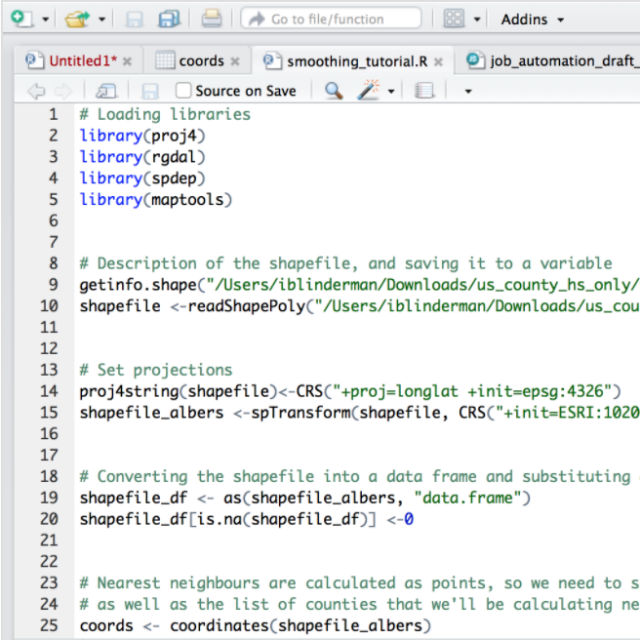 Go to file/function
Addins
Untitled1* coords smoothing_tutorial.R job_automation_draft_
Source on Save
1 # Loading libraries
2 library(proj4)
3 library(rgdal)
4 library(spdep)
5 library(maptools)
6
7
8 # Description of the shapefile, and saving it to a variable
9 getinfo.shape("/Users/iblinderman/Downloads/us_county_hs_only/
10 shapefile <-readShapePoly("/Users/iblinderman/Downloads/us_cou
11
12
13 # Set projections
14 proj4string(shapefile)<-CRS("+proj=longlat +init=epsg:4326")
15 shapefile_albers <-spTransform(shapefile, CRS("+init=ESRI:1020
16
17
18 # Converting the shapefile into a data frame and substituting
19 shapefile_df <- as(shapefile_albers, "data.frame")
20 shapefile_df[is.na(shapefile_df)] <-0
21
22
23 # Nearest neighbours are calculated as points, so we need to s
24 # as well as the list of counties that we'll be calculating ne
25 coords <- coordinates(shapefile_albers)